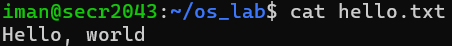 iman@secr2043:~/os_lab$ cat hello.txt
Hello, world